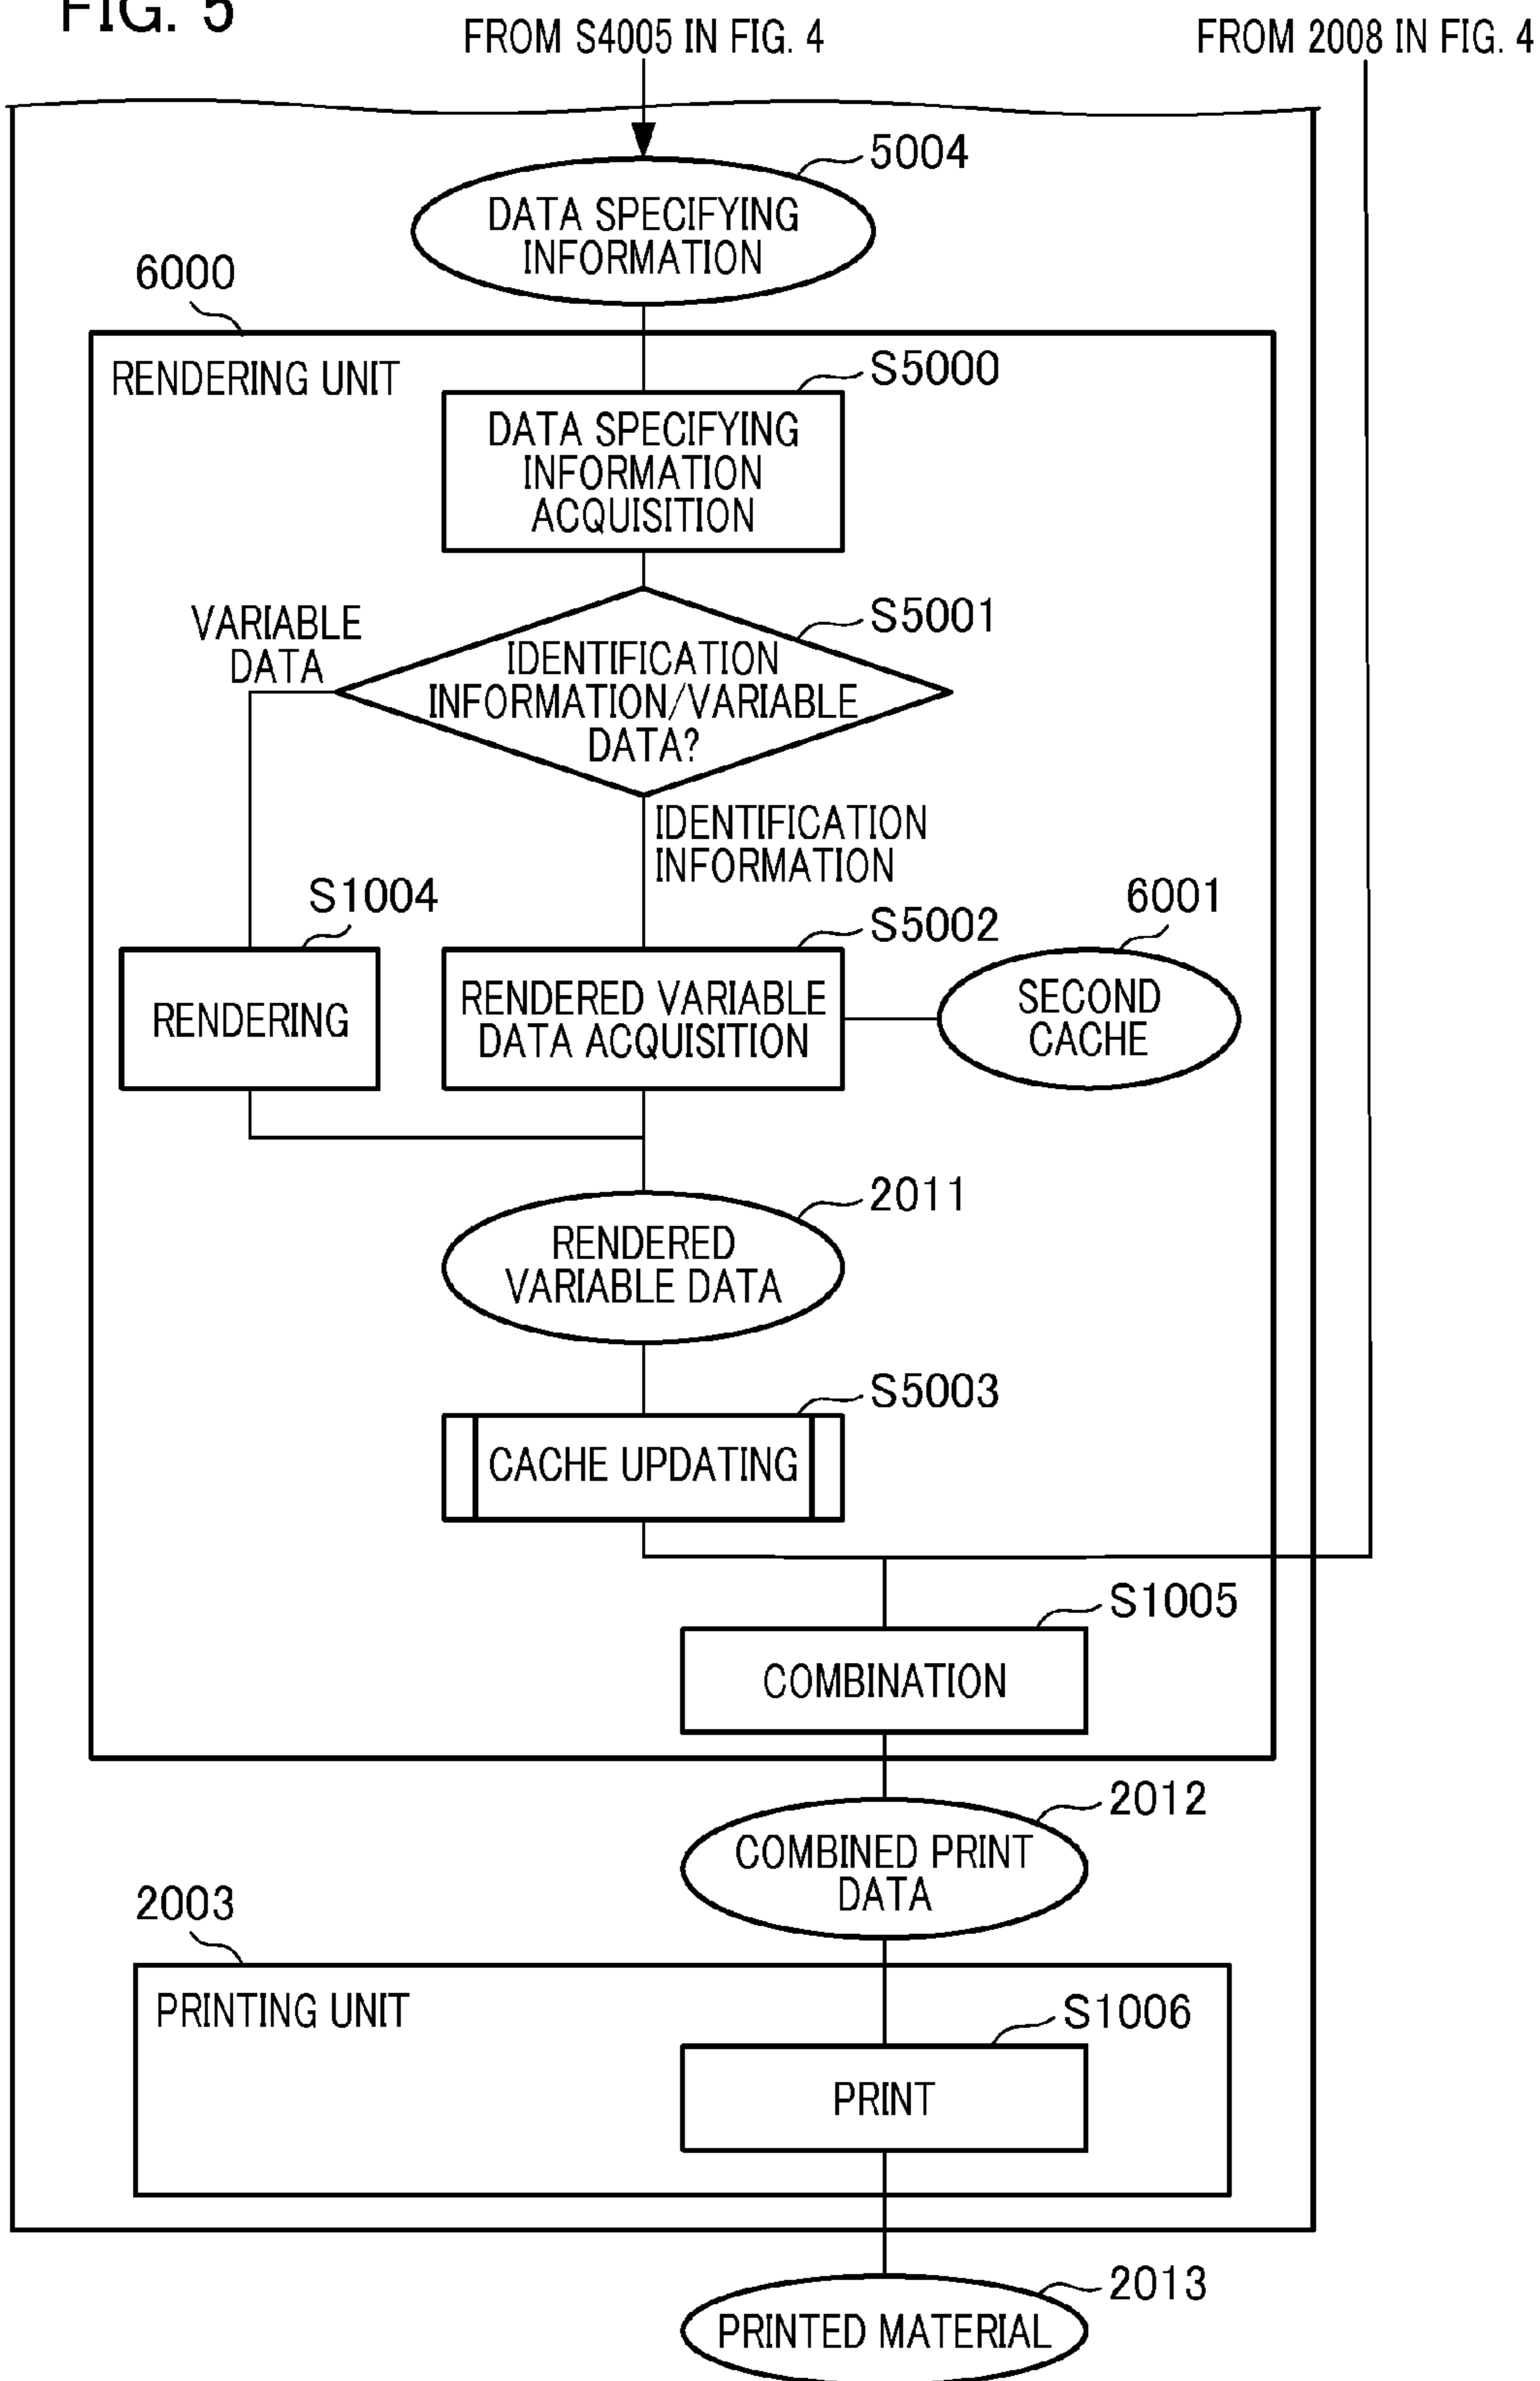 FIG. 5
FROM S4005 IN FIG. 4
FROM 2008 IN FIG. 4
5004
DATA SPECIFYING
INFORMATION
6000
RENDERING UNIT
S5000
DATA SPECIFYING
INFORMATION
ACQUISITION
VARIABLE
DATA
S5001
IDENTIFICATION
INFORMATION/VARIABLE
DATA?
IDENTIFICATION
INFORMATION
S1004
RENDERING
S5002
RENDERED VARIABLE
DATA ACQUISITION
6001
SECOND
CACHE
2011
RENDERED
VARIABLE DATA
S5003
CACHE UPDATING
S1005
COMBINATION
2012
COMBINED PRINT
DATA
2003
PRINTING UNIT
S1006
PRINT
2013
PRINTED MATERIAL